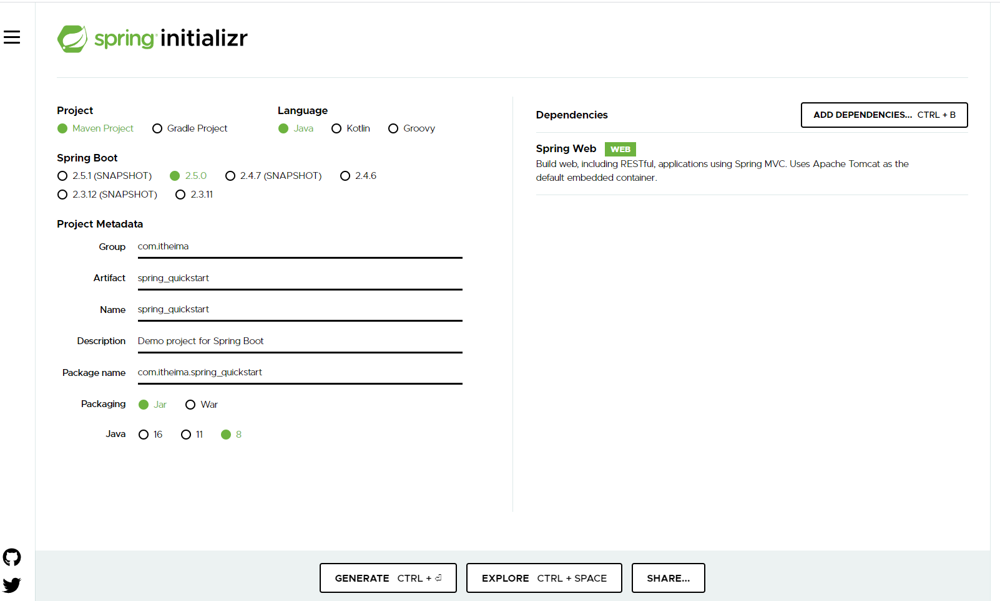 spring initializr
Project
Maven Project Gradle Project
Language
Java Kotlin Groovy
Spring Boot
2.5.1 (SNAPSHOT) 2.5.0 2.4.7 (SNAPSHOT) 2.4.6
2.3.12 (SNAPSHOT) 2.3.11
Project Metadata
Group com.itheima
Artifact spring_quickstart
Name spring_quickstart
Description Demo project for Spring Boot
Package name com.itheima.spring_quickstart
Packaging Jar War
Java 16 11 8
Dependencies ADD DEPENDENCIES... CTRL + B
Spring Web WEB
Build web, including RESTful, applications using Spring MVC. Uses Apache Tomcat as the
default embedded container.
GENERATE CTRL + ⏎ EXPLORE CTRL + SPACE SHARE...